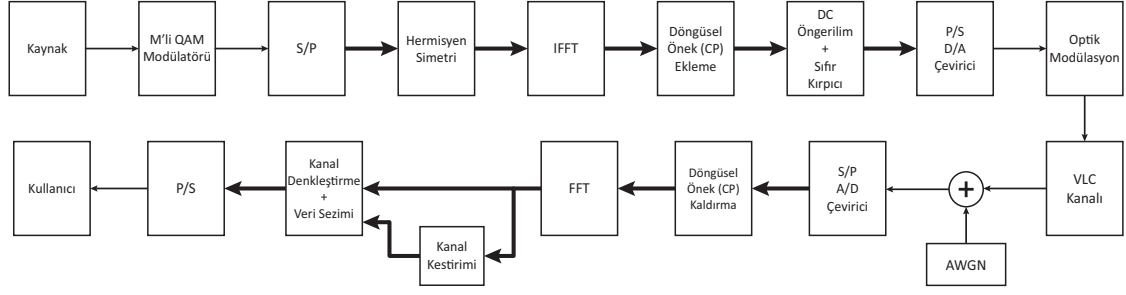 Kaynak
M'li QAM
Modülatörü
S/P
Hermisyen
Simetri
IFFT
Döngüsel
Önek (CP)
Ekleme
DC
Öngerilim
+
Sıfır
Kırpıcı
P/S
D/A
Çevirici
Optik
Modülasyon
Kullanıcı
P/S
Kanal
Denkleştirme
+
Veri Sezimi
Kanal
Kestirimi
FFT
Döngüsel
Önek (CP)
Kaldırma
S/P
A/D
Çevirici
+
AWGN
VLC
Kanalı